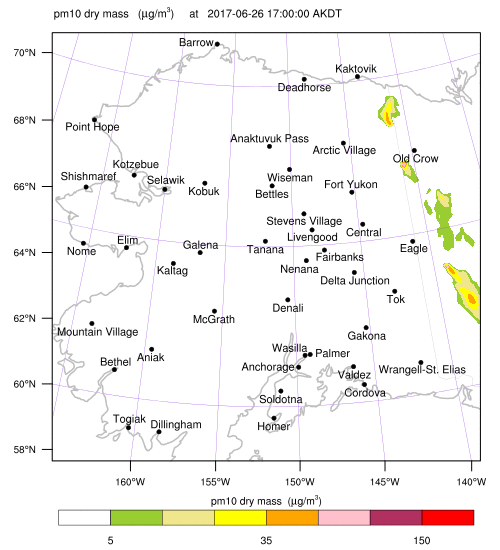 pm10 dry mass (μg/m³) at 2017-06-26 17:00:00 AKDT
70°N
68°N
66°N
64°N
62°N
60°N
58°N
Barrow
Kaktovik
Deadhorse
Point Hope
Anaktuvuk Pass
Arctic Village
Old Crow
Kotzebue
Shishmaref
Selawik
Kobuk
Wiseman
Bettles
Fort Yukon
Stevens Village
Livengood
Central
Nome
Elim
Galena
Tanana
Fairbanks
Eagle
Kaltag
Nenana
Delta Junction
Tok
Denali
McGrath
Mountain Village
Gakona
Bethel
Aniak
Wasilla
Palmer
Anchorage
Valdez
Wrangell-St. Elias
Cordova
Soldotna
Homer
Togiak
Dillingham
160°W
155°W
150°W
145°W
140°W
pm10 dry mass (μg/m³)
5
35
150